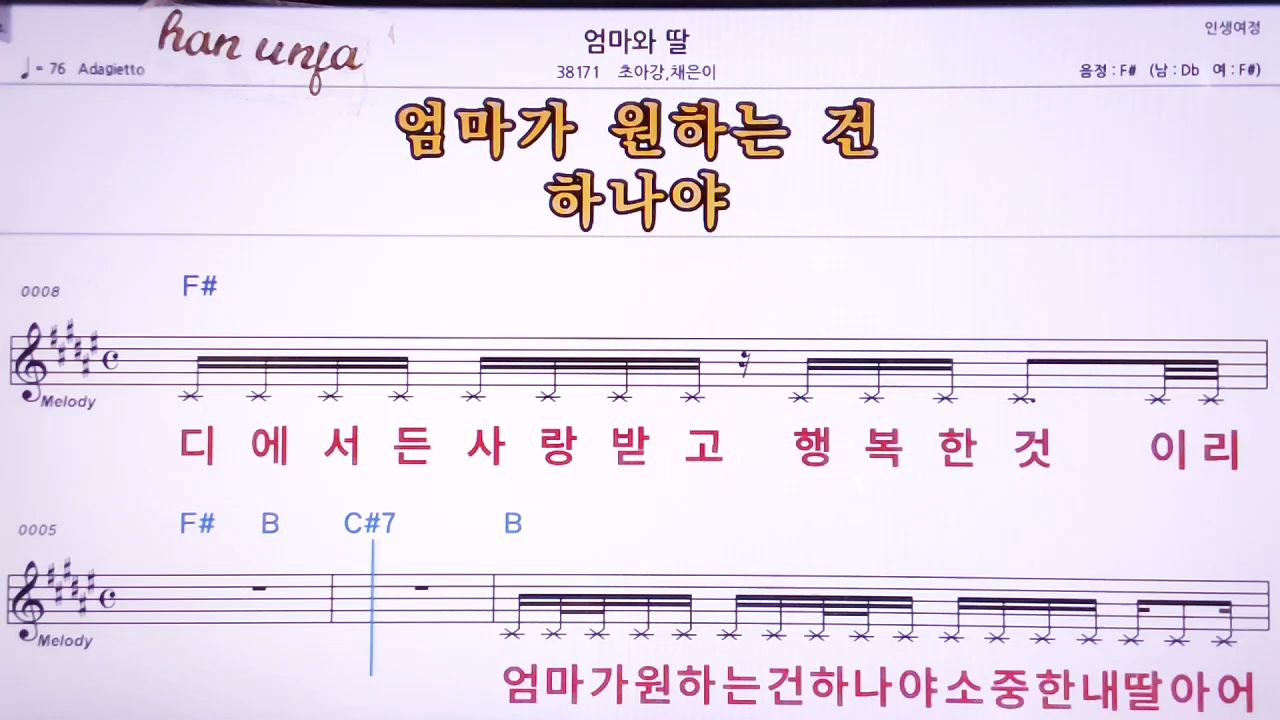 han unja
엄마와 딸
인생여정
♩= 76 Adagietto
38171 초아강,채은이
음정 : F# (남 : Db 여 : F#)
엄마가 원하는 건
하나야
0008
F#
Melody
디 에 서 든 사 랑 받 고 행 복 한 것 이 리
0005
F# B C#7 B
Melody
엄마가원하는건하나야소중한내딸아어